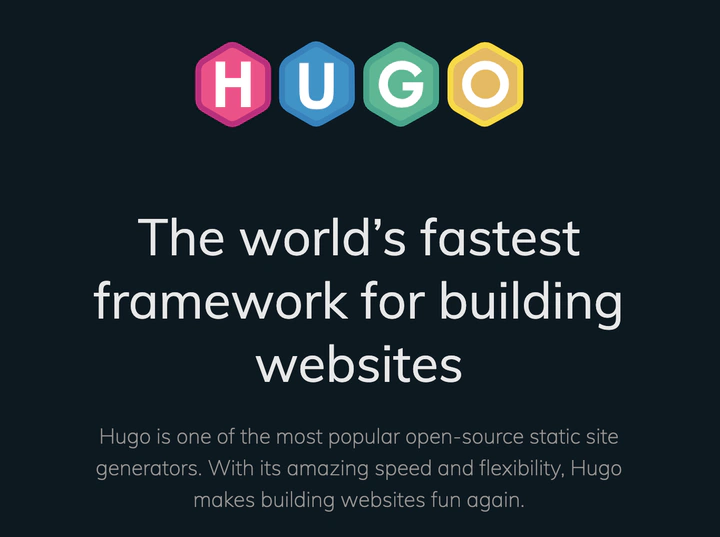 HUGO
The world’s fastest
framework for building
websites
Hugo is one of the most popular open-source static site
generators. With its amazing speed and flexibility, Hugo
makes building websites fun again.